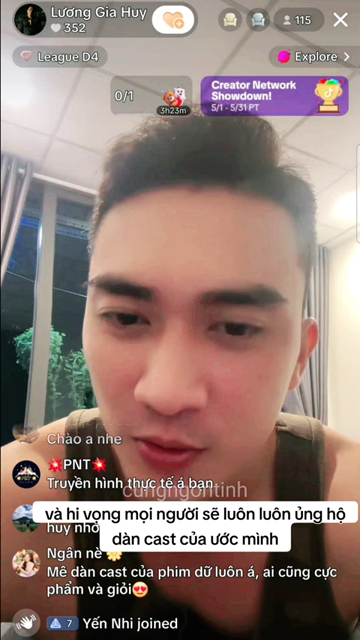 Lương Gia Huy
352
115
League D4
Explore
0/1
3h23m
Creator Network
Showdown!
5/1 - 5/31 PT
Chào a nhe
PNT
Truyền hình thực tế á bạn
cungngontinh
và hi vọng mọi người sẽ luôn luôn ủng hộ
dàn cast của ước mình
huy nhỏ
Ngân nè
Mê dàn cast của phim dữ luôn á, ai cũng cực
phẩm và giỏi
7 Yến Nhi joined